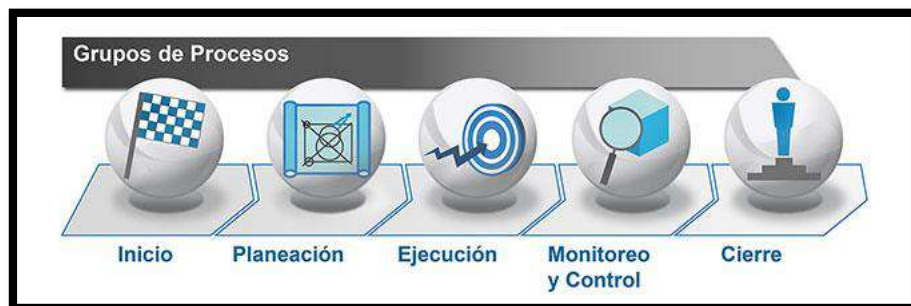 Grupos de Procesos
Inicio
Planeación
Ejecución
Monitoreo
y Control
Cierre